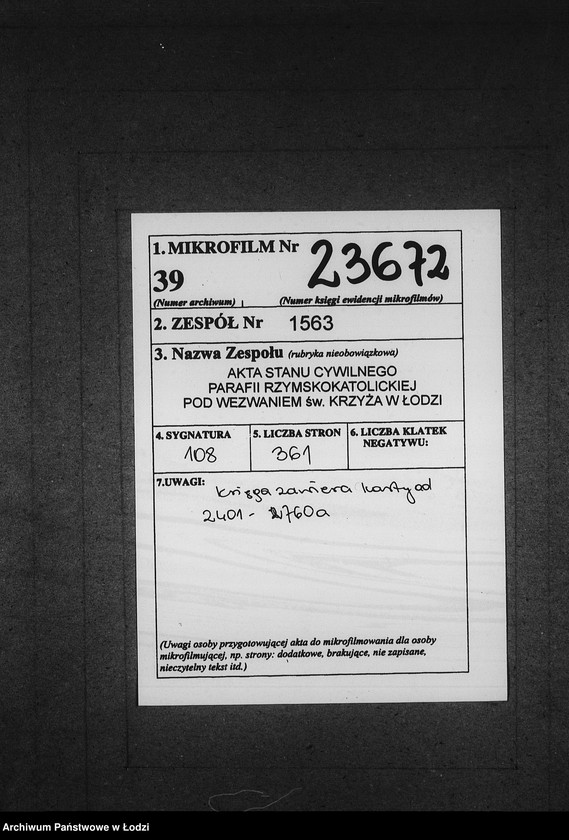 1. MIKROFILM Nr 23672
39
(Numer archiwum) (Numer księgi ewidencji mikrofilmów)
2. ZESPÓŁ Nr 1563
3. Nazwa Zespołu (rubryka nieobowiązkowa)
AKTA STANU CYWILNEGO
PARAFII RZYMSKOKATOLICKIEJ
POD WEZWANIEM św. KRZYŻA W ŁODZI
4. SYGNATURA 5. LICZBA STRON 6. LICZBA KLATEK
NEGATYWU:
108 361
7.UWAGI: Księga zawiera karty od
2401 - 2760a
(Uwagi osoby przygotowującej akta do mikrofilmowania dla osoby
mikrofilmującej, np. strony: dodatkowe, brakujące, nie zapisane,
nieczytelny tekst itd.)
Archiwum Państwowe w Łodzi